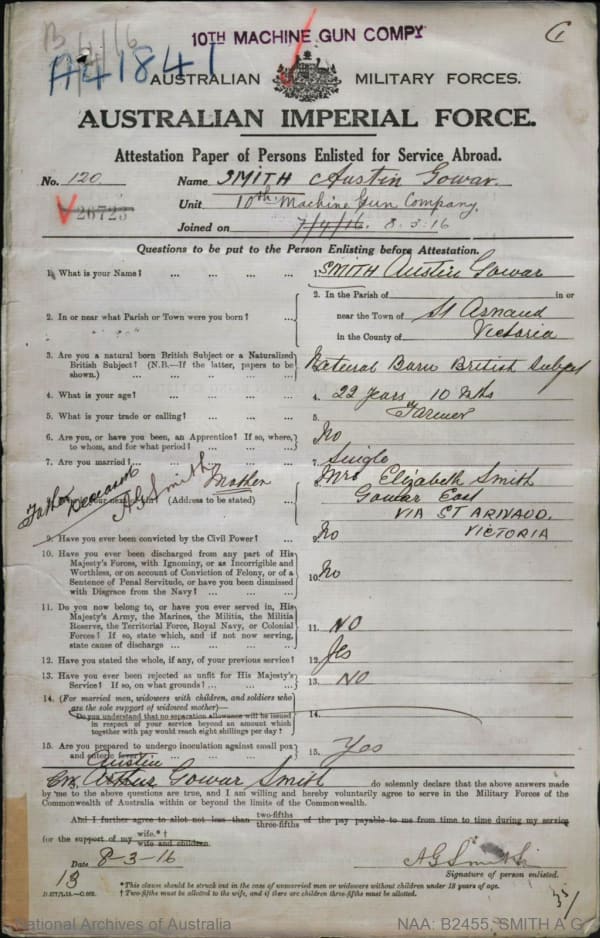 10TH MACHINE GUN COMPY
A41841
AUSTRALIAN MILITARY FORCES.
AUSTRALIAN IMPERIAL FORCE.
Attestation Paper of Persons Enlisted for Service Abroad.
No. 120 Name SMITH Austin Gowar.
26723 Unit 10th Machine Gun Company.
Joined on 7/4/16. 8.3.16
Questions to be put to the Person Enlisting before Attestation.
1. What is your Name? ... 1. SMITH Austin Gowar
2. In or near what Parish or Town were you born? ... 2. In the Parish of in or
near the Town of St Arnaud
in the County of Victoria
3. Are you a natural born British Subject or a Naturalized
British Subject? (N.B.—If the latter, papers to be
shown.) ... Natural Born British Subject
4. What is your age? ... 4. 22 Years 10 Mths
5. What is your trade or calling? ... 5. Farmer
6. Are you, or have you been, an Apprentice? If so, where,
to whom, and for what period? ... No
7. Are you married? ... 7. Single
Father Deceased
A G Smith
Mother
(Address to be stated)
Mrs Elizabeth Smith
Gowar East
VIA ST ARNAUD.
VICTORIA
9. Have you ever been convicted by the Civil Power? ... No
10. Have you ever been discharged from any part of His
Majesty's Forces, with Ignominy, or as Incorrigible and
Worthless, or on account of Conviction of Felony, or of a
Sentence of Penal Servitude, or have you been dismissed
with Disgrace from the Navy? ... 10. No
11. Do you now belong to, or have you ever served in, His
Majesty's Army, the Marines, the Militia, the Militia
Reserve, the Territorial Force, Royal Navy, or Colonial
Forces? If so, state which, and if not now serving,
state cause of discharge ... 11. NO
12. Have you stated the whole, if any, of your previous service? 12. Yes
13. Have you ever been rejected as unfit for His Majesty's
Service? If so, on what grounds? ... 13. NO
14. (For married men, widowers with children, and soldiers who
are the sole support of widowed mother)—
Do you understand that no separation allowance will be issued
in respect of your service beyond an amount which
together with pay would reach eight shillings per day? 14.
15. Are you prepared to undergo inoculation against small pox
and enteric fever? 15. Yes
Austin
Arthur Gowar Smith do solemnly declare that the above answers made
by me to the above questions are true, and I am willing and hereby voluntarily agree to serve in the Military Forces of the
Commonwealth of Australia within or beyond the limits of the Commonwealth.
And I further agree to allot not less than two-fifths three-fifths of the pay payable to me from time to time during my service
for the support of my wife.* † wife and children.
Date 8-3-16 A G Smith
Signature of person enlisted.
13
*This clause should be struck out in the case of unmarried men or widowers without children under 18 years of age.
† Two-fifths must be allotted to the wife, and if there are children three-fifths must be allotted.
National Archives of Australia NAA: B2455, SMITH A G